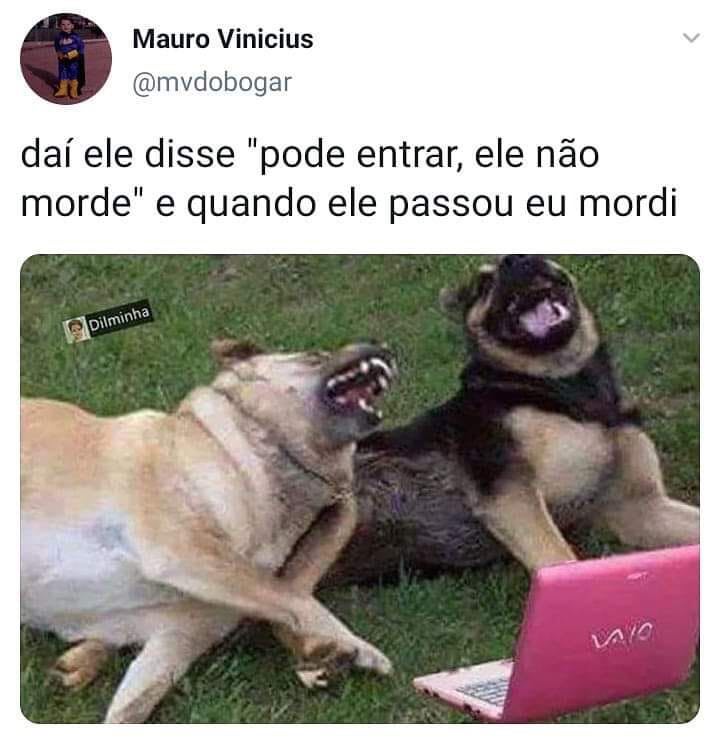 Mauro Vinicius
@mvdobogar
daí ele disse "pode entrar, ele não
morde" e quando ele passou eu mordi
Dilminha
VAIO